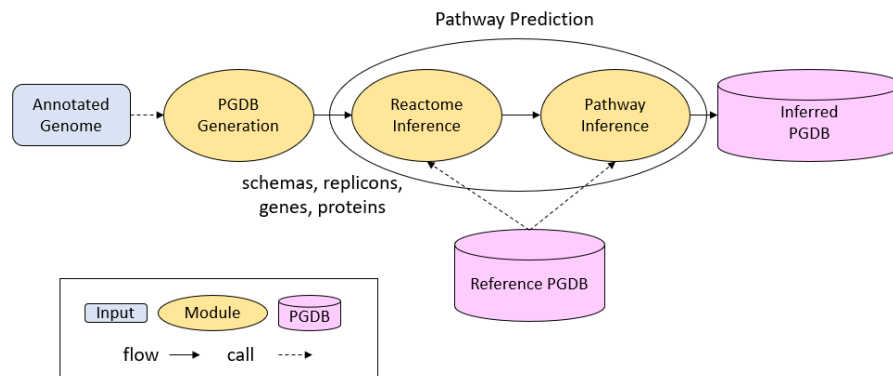 Pathway Prediction
Annotated
Genome
PGDB
Generation
Reactome
Inference
Pathway
Inference
Inferred
PGDB
schemas, replicons,
genes, proteins
Reference PGDB
Input
Module
PGDB
flow
call